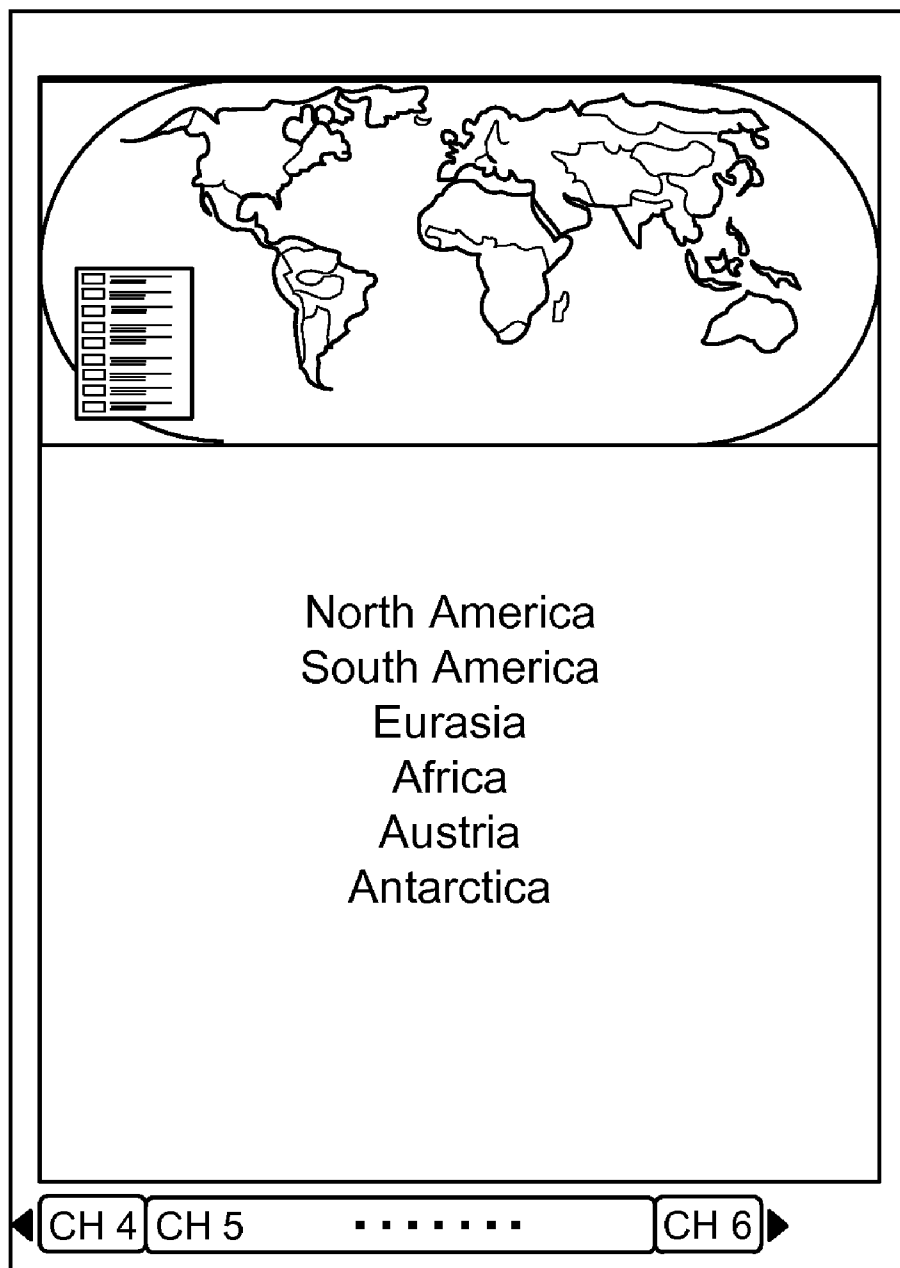 North America
South America
Eurasia
Africa
Austria
Antarctica
CH 4 CH 5 ....... CH 6